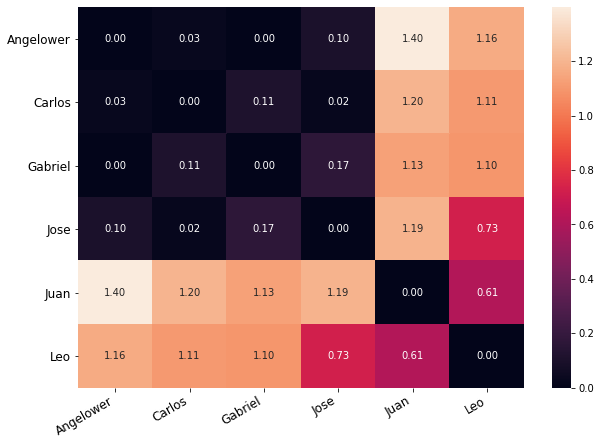 Angelower 0.00 0.03 0.00 0.10 1.40 1.16
Carlos 0.03 0.00 0.11 0.02 1.20 1.11
Gabriel 0.00 0.11 0.00 0.17 1.13 1.10
Jose 0.10 0.02 0.17 0.00 1.19 0.73
Juan 1.40 1.20 1.13 1.19 0.00 0.61
Leo 1.16 1.11 1.10 0.73 0.61 0.00
Angelower Carlos Gabriel Jose Juan Leo
1.2
1.0
0.8
0.6
0.4
0.2
0.0